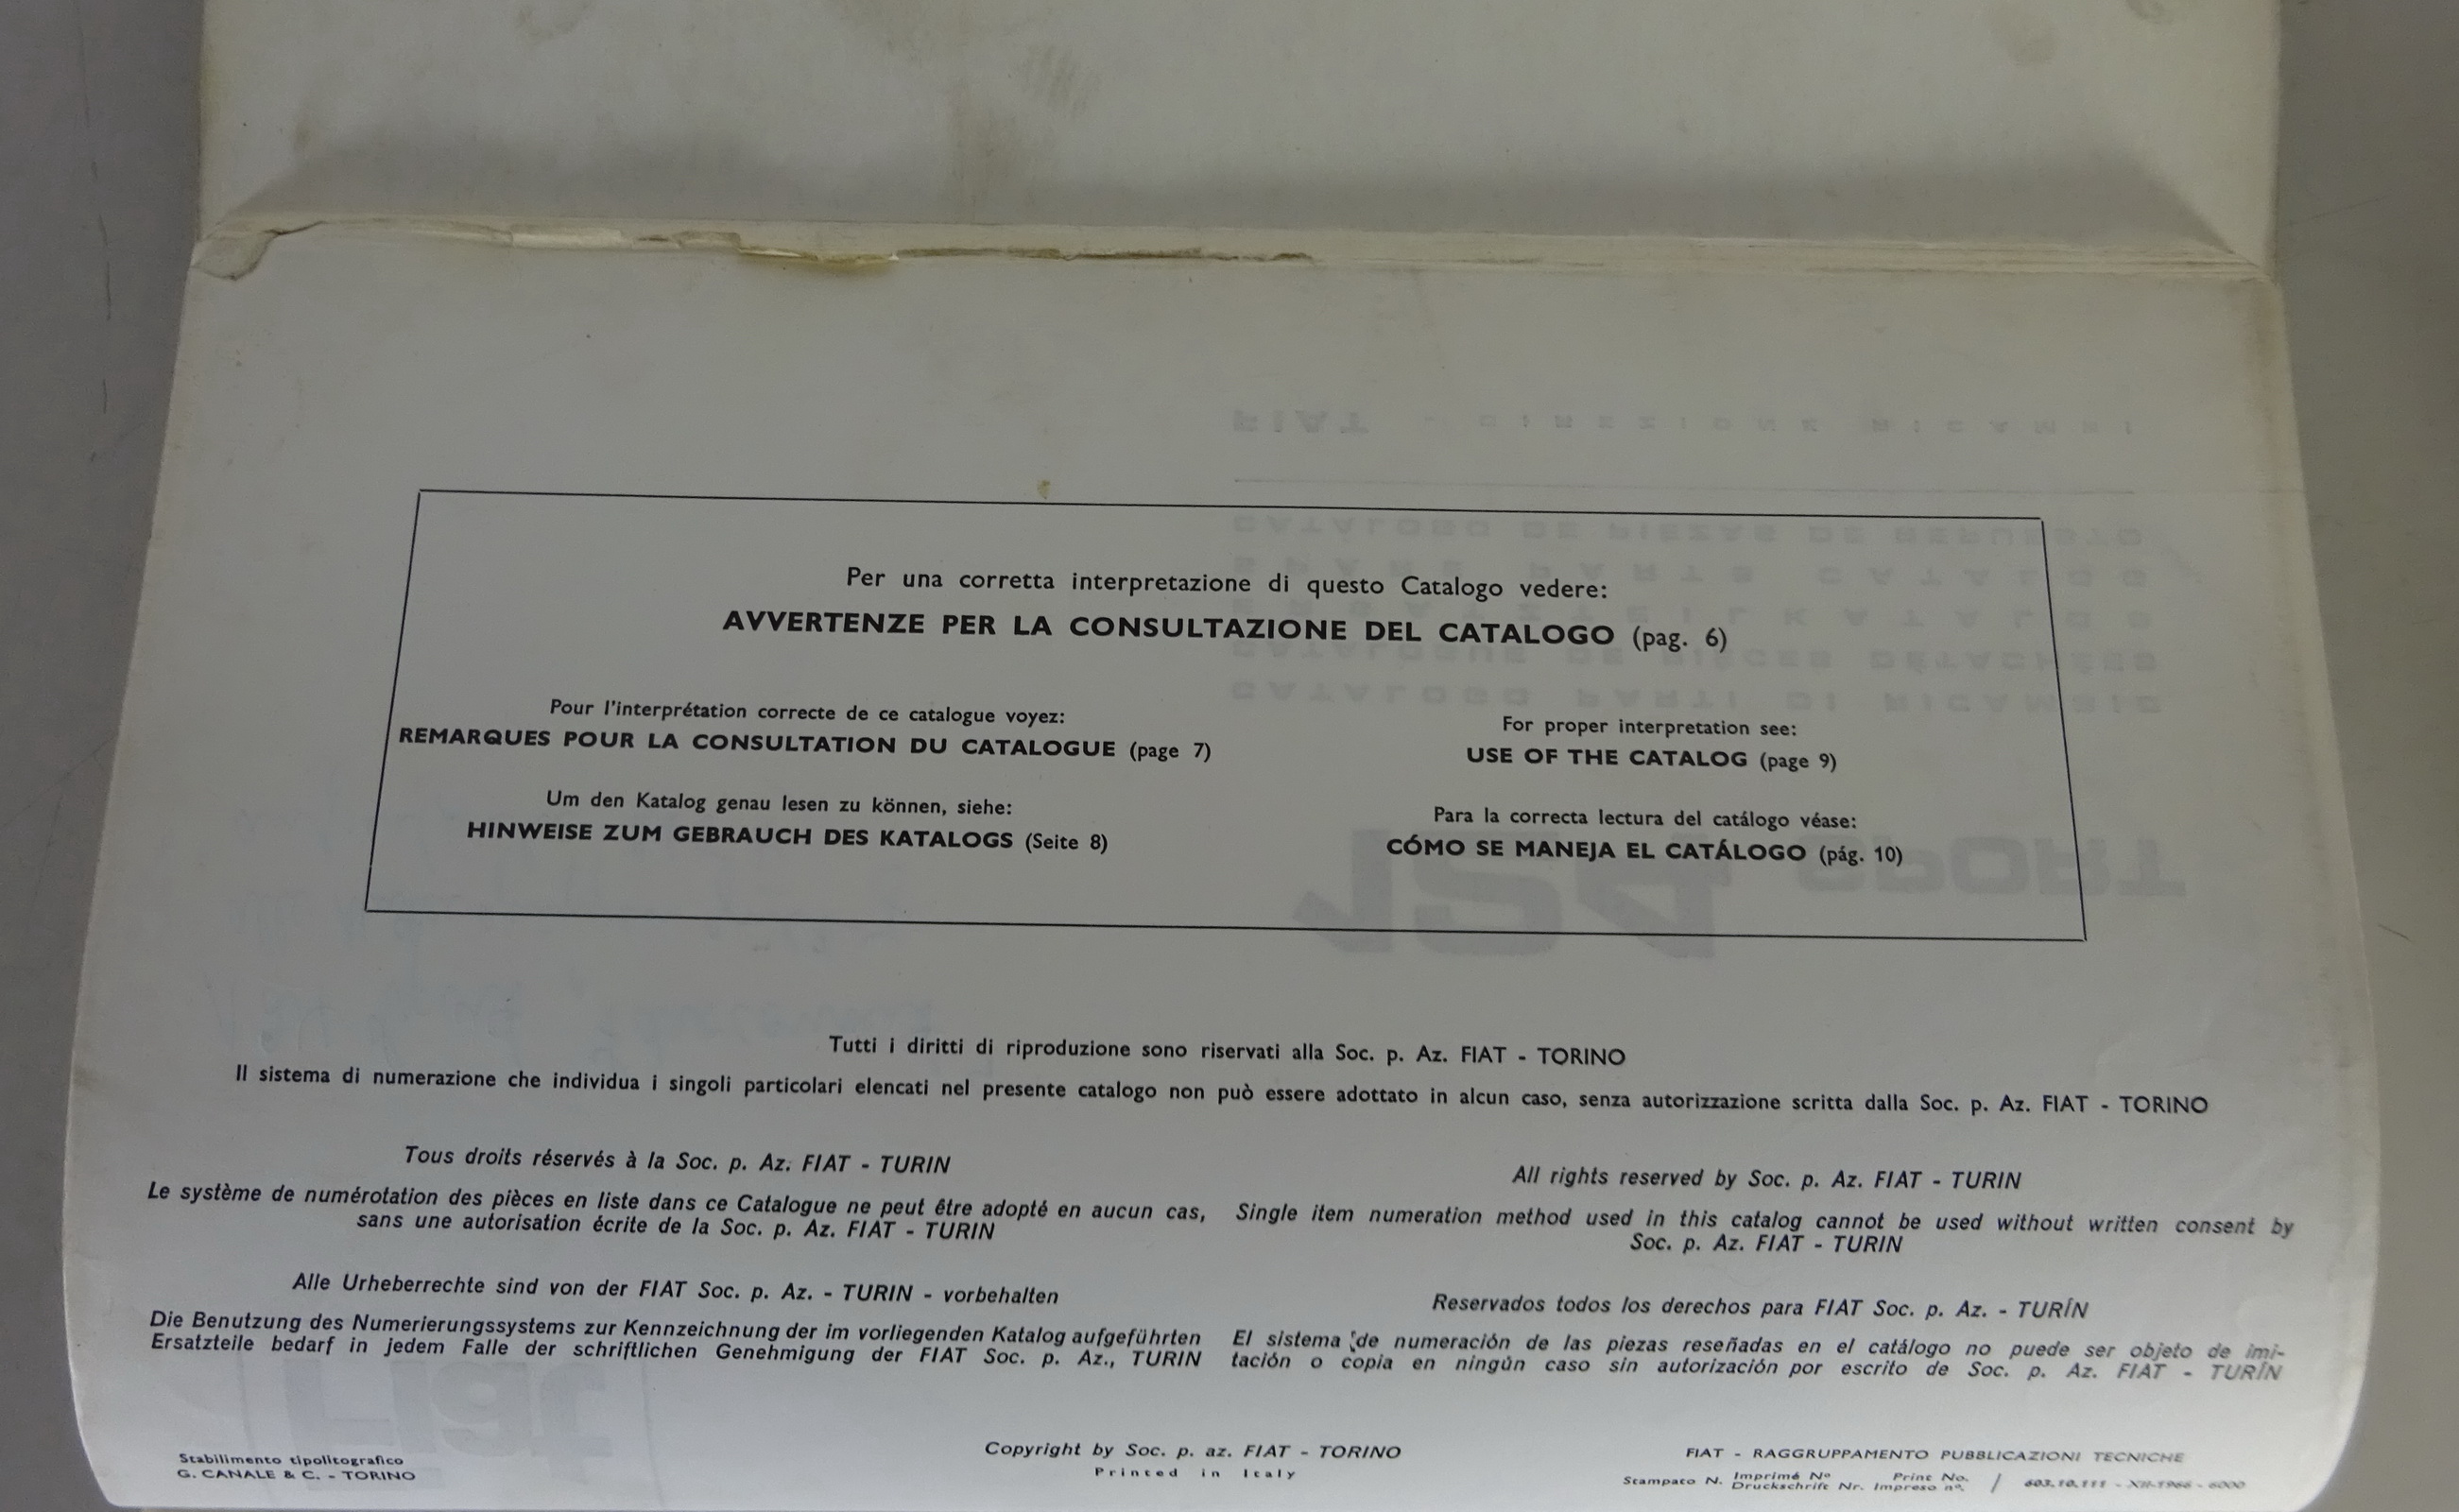 Per una corretta interpretazione di questo Catalogo vedere:
AVVERTENZE PER LA CONSULTAZIONE DEL CATALOGO (pag. 6)
Pour l'interprétation correcte de ce catalogue voyez:
REMARQUES POUR LA CONSULTATION DU CATALOGUE (page 7)
For proper interpretation see:
USE OF THE CATALOG (page 9)
Um den Katalog genau lesen zu können, siehe:
HINWEISE ZUM GEBRAUCH DES KATALOGS (Seite 8)
Para la correcta lectura del catálogo véase:
CÓMO SE MANEJA EL CATÁLOGO (pág. 10)
Tutti i diritti di riproduzione sono riservati alla Soc. p. Az. FIAT - TORINO
Il sistema di numerazione che individua i singoli particolari elencati nel presente catalogo non può essere adottato in alcun caso, senza autorizzazione scritta dalla Soc. p. Az. FIAT - TORINO
Tous droits réservés à la Soc. p. Az. FIAT - TURIN
Le système de numérotation des pièces en liste dans ce Catalogue ne peut être adopté en aucun cas,
sans une autorisation écrite de la Soc. p. Az. FIAT - TURIN
All rights reserved by Soc. p. Az. FIAT - TURIN
Single item numeration method used in this catalog cannot be used without written consent by
Soc. p. Az. FIAT - TURIN
Alle Urheberrechte sind von der FIAT Soc. p. Az. - TURIN - vorbehalten
Die Benutzung des Numerierungssystems zur Kennzeichnung der im vorliegenden Katalog aufgeführten
Ersatzteile bedarf in jedem Falle der schriftlichen Genehmigung der FIAT Soc. p. Az., TURIN
Reservados todos los derechos para FIAT Soc. p. Az. - TURÍN
El sistema de numeración de las piezas reseñadas en el catálogo no puede ser objeto de imi-
tación o copia en ningún caso sin autorización por escrito de Soc. p. Az. FIAT - TURÍN
Stabilimento tipolitografico
G. CANALE & C. - TORINO
Copyright by Soc. p. az. FIAT - TORINO
Printed in Italy
FIAT - RAGGRUPPAMENTO PUBBLICAZIONI TECNICHE
Stampato N. Imprimé Nº Print No.
Druckschrift Nr. Impreso nº. / 603.10.111 - XII-1966 - 6000